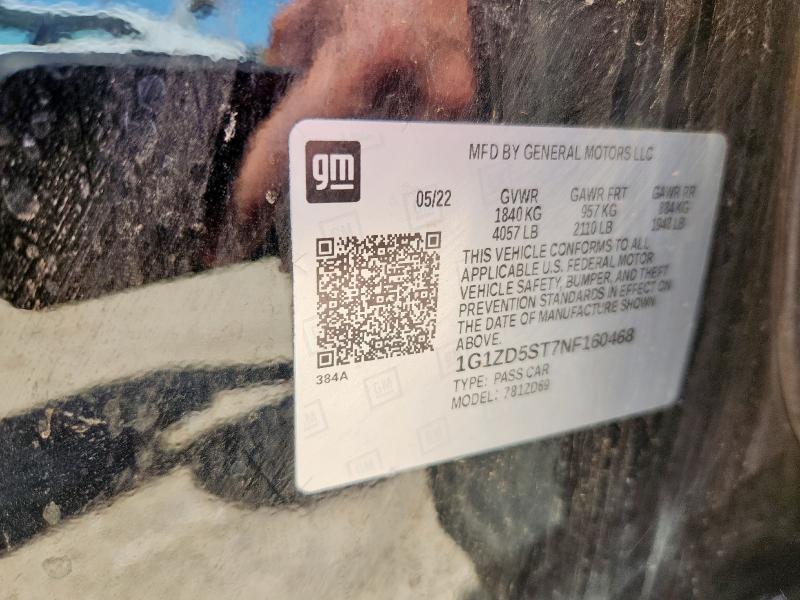 gm
MFD BY GENERAL MOTORS LLC
05/22 GVWR GAWR FRT GAWR RR
1840 KG 957 KG 884 KG
4057 LB 2110 LB 1948 LB
THIS VEHICLE CONFORMS TO ALL
APPLICABLE U.S. FEDERAL MOTOR
VEHICLE SAFETY, BUMPER, AND THEFT
PREVENTION STANDARDS IN EFFECT ON
THE DATE OF MANUFACTURE SHOWN
ABOVE.
1G1ZD5ST7NF160468
384A
TYPE: PASS CAR
MODEL: 781ZD69